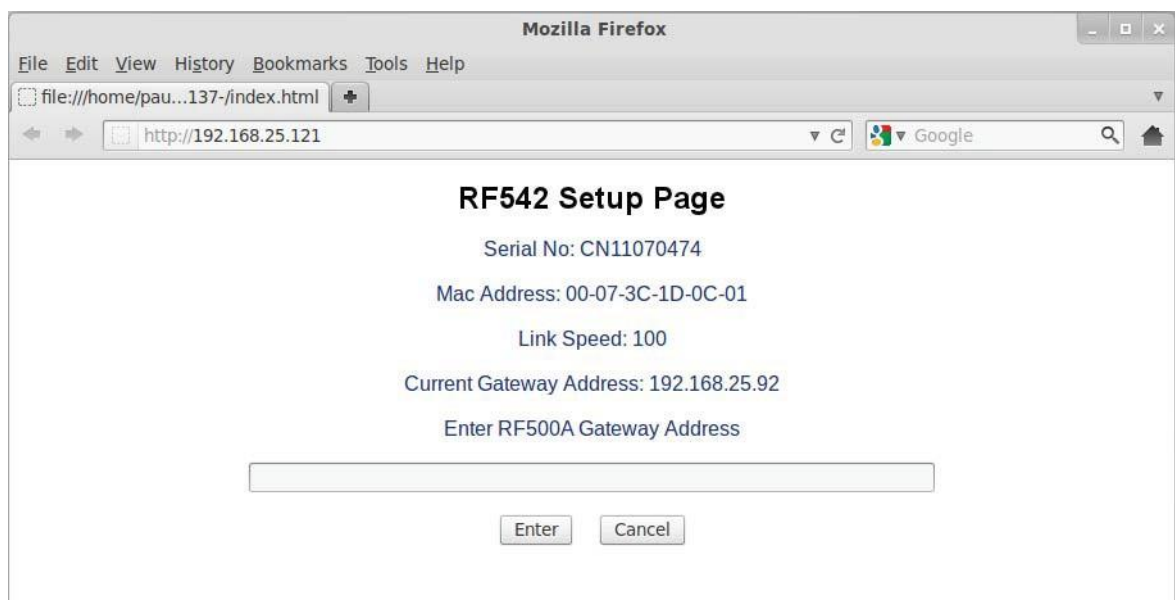 Mozilla Firefox
File Edit View History Bookmarks Tools Help
file:///home/pau...137-/index.html
http://192.168.25.121
Google
RF542 Setup Page
Serial No: CN11070474
Mac Address: 00-07-3C-1D-0C-01
Link Speed: 100
Current Gateway Address: 192.168.25.92
Enter RF500A Gateway Address
Enter Cancel